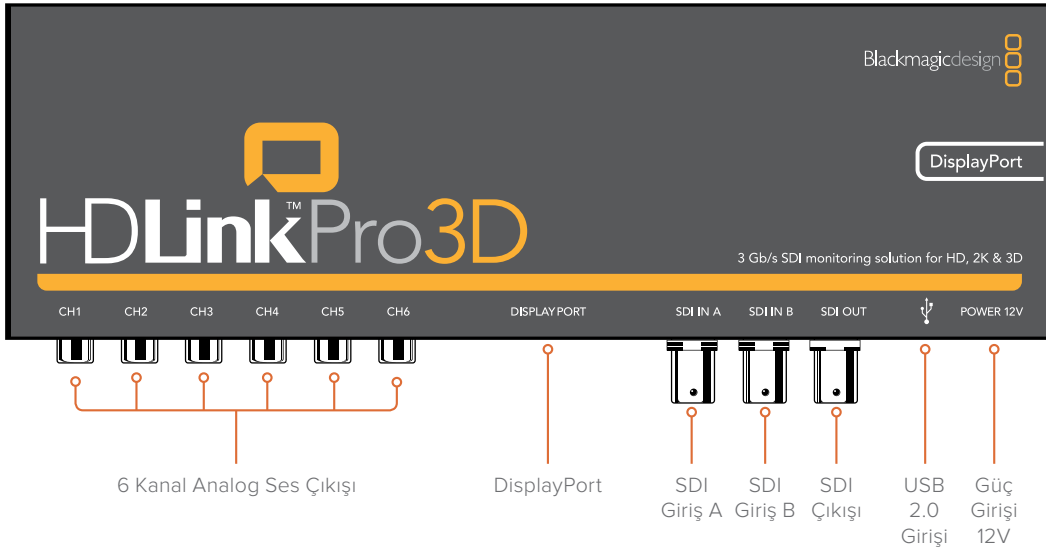 Blackmagicdesign
DisplayPort
HDLink™Pro3D
3 Gb/s SDI monitoring solution for HD, 2K & 3D
CH1 CH2 CH3 CH4 CH5 CH6 DISPLAYPORT SDI IN A SDI IN B SDI OUT POWER 12V
6 Kanal Analog Ses Çıkışı
DisplayPort
SDI
Giriş A
SDI
Giriş B
SDI
Çıkışı
USB
2.0
Girişi
Güç
Girişi
12V